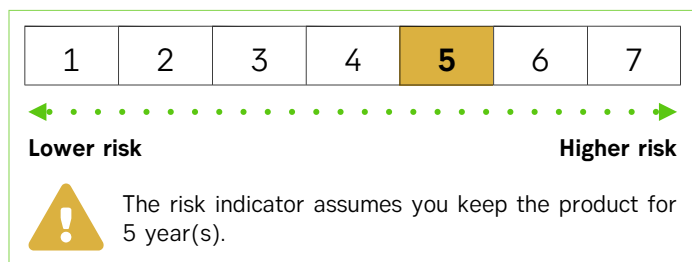 1 2 3 4 5 6 7
Lower risk Higher risk
The risk indicator assumes you keep the product for
5 year(s).